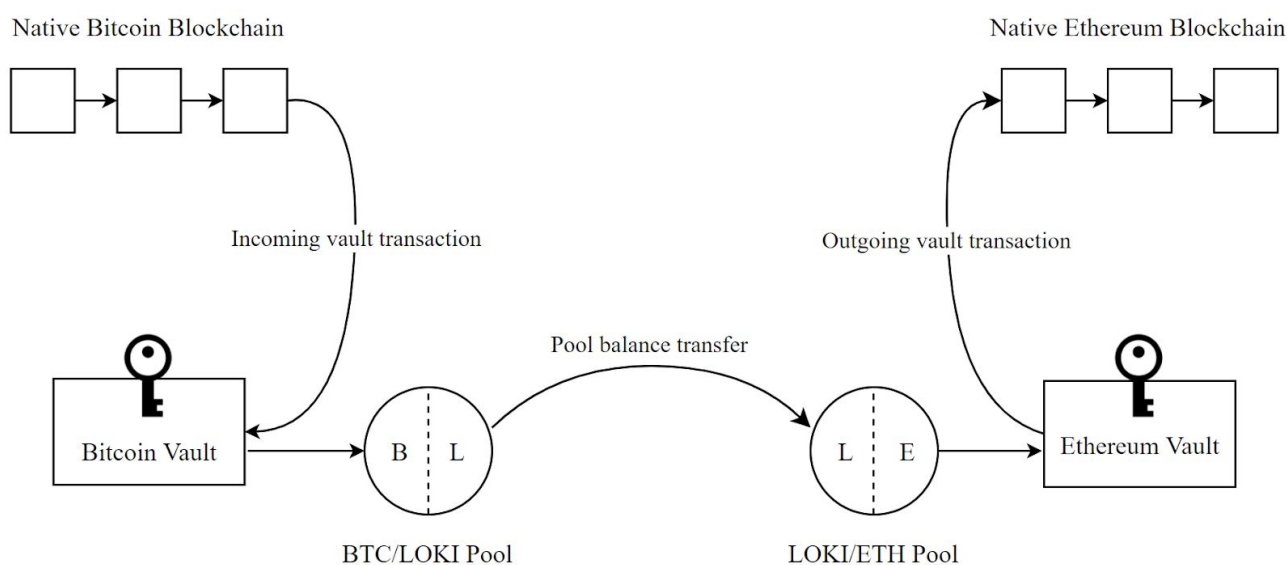 Native Bitcoin Blockchain
Native Ethereum Blockchain
Incoming vault transaction
Outgoing vault transaction
Pool balance transfer
Bitcoin Vault
B L
L E
Ethereum Vault
BTC/LOKI Pool
LOKI/ETH Pool